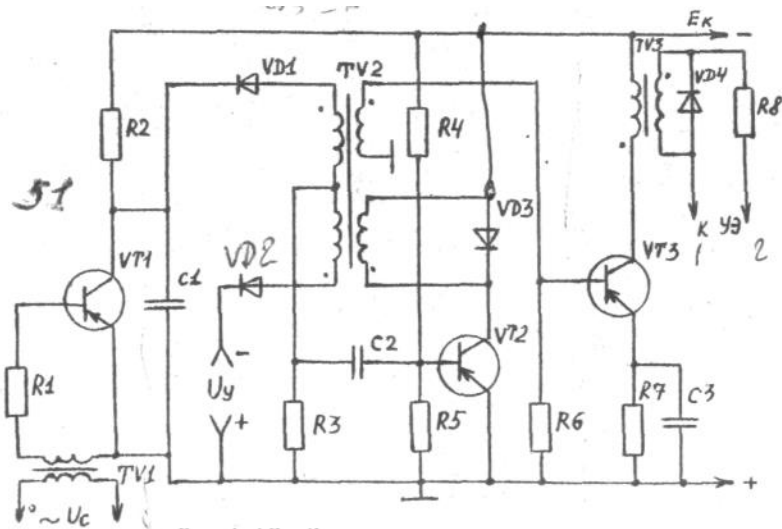 Eк -
TV3
VD1
TV2
VD4
R2
R4
R8
51
VD3
К УЭ
1 2
VT1
C1
VD2
VT3
-
C2
VT2
Uy
R1
+
R3
R5
R6
R7
C3
TV1
+
~ Uc